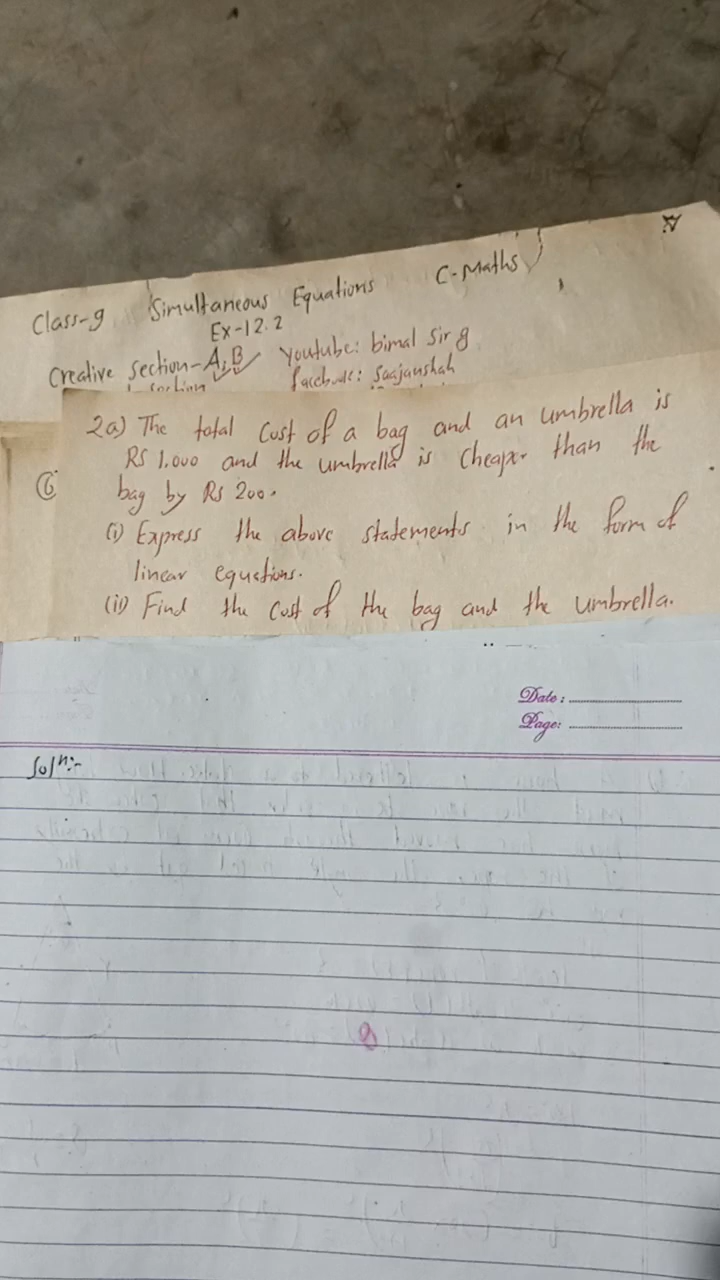 Class-9 Simultaneous Equations C-Maths
Ex-12.2
Creative section-A,B Youtube: bimal Sir g
section facebook: Saajanshah
2a) The total Cost of a bag and an umbrella is
RS 1,000 and the umbrella is Cheaper than the
6 bag by Rs 200.
(i) Express the above statements in the form of
linear equations.
(ii) Find the Cost of the bag and the umbrella.
Date:
Page:
Solⁿ:-